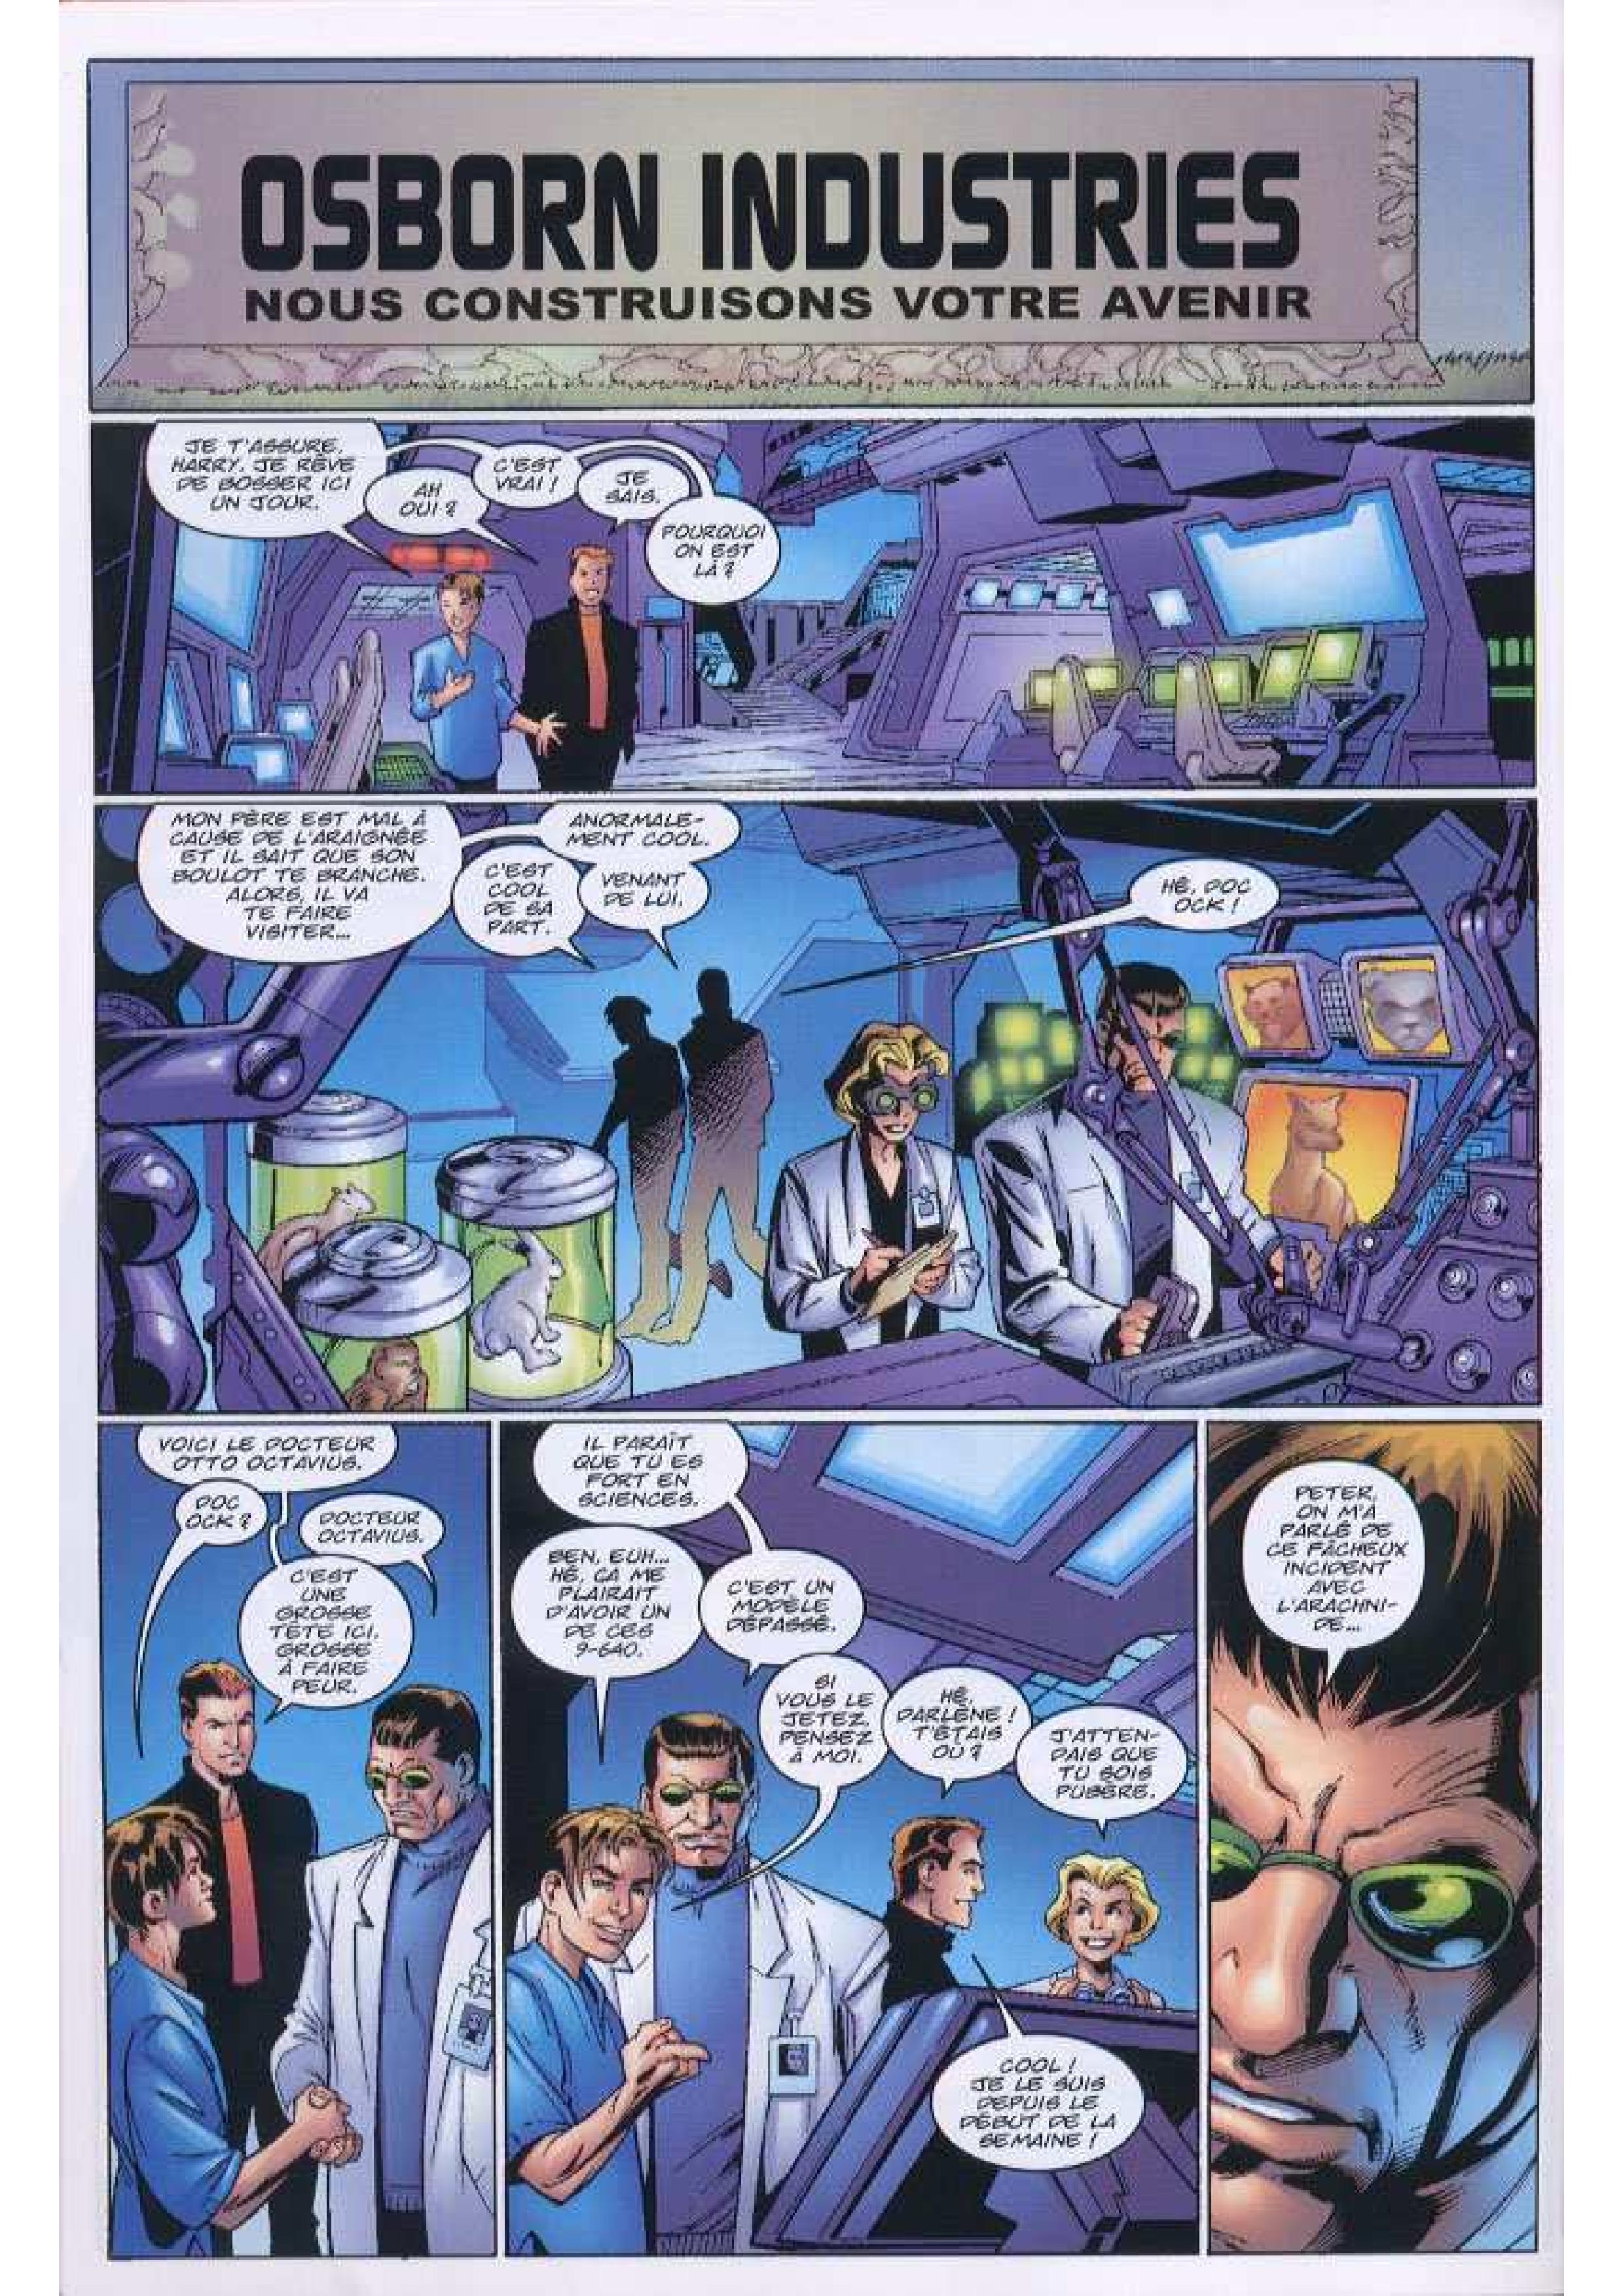 OSBORN INDUSTRIES
NOUS CONSTRUISONS VOTRE AVENIR
JE T'ASSURE,
HARRY. JE RÊVE
DE BOSSER ICI
UN JOUR.
AH
OUI ?
C'EST
VRAI !
JE
SAIS.
POURQUOI
ON EST
LÀ ?
MON PÈRE EST MAL À
CAUSE DE L'ARAIGNÉE
ET IL SAIT QUE SON
BOULOT TE BRANCHE.
ALORS, IL VA
TE FAIRE
VISITER...
C'EST
COOL
DE SA
PART.
ANORMALE-
MENT COOL.
VENANT
DE LUI.
HÉ, DOC
OCK !
VOICI LE DOCTEUR
OTTO OCTAVIUS.
DOC
OCK ?
DOCTEUR
OCTAVIUS.
C'EST
UNE
GROSSE
TÊTE ICI.
GROSSE
À FAIRE
PEUR.
IL PARAÎT
QUE TU ES
FORT EN
SCIENCES.
BEN, EUH...
HÉ, ÇA ME
PLAIRAIT
D'AVOIR UN
DE CES
9-640.
C'EST UN
MODÈLE
DÉPASSÉ.
SI
VOUS LE
JETEZ,
PENSEZ
À MOI.
HÉ,
DARLÈNE !
T'ÉTAIS
OÙ ?
J'ATTEN-
DAIS QUE
TU SOIS
PUBÈRE.
COOL !
JE LE SUIS
DEPUIS LE
DÉBUT DE LA
SEMAINE !
PETER,
ON M'A
PARLÉ DE
CE FÂCHEUX
INCIDENT
AVEC
L'ARACHNI-
DE...